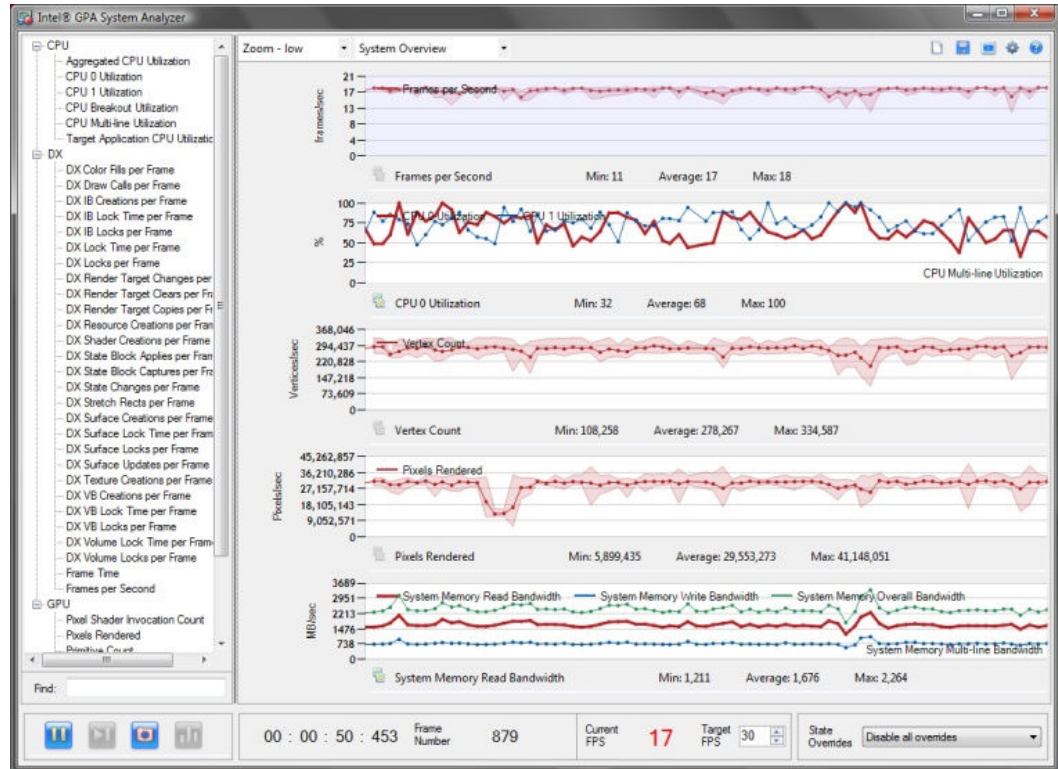 Intel® GPA System Analyzer
CPU
Aggregated CPU Utilization
CPU 0 Utilization
CPU 1 Utilization
CPU Breakout Utilization
CPU Multi-line Utilization
Target Application CPU Utilizatic
DX
DX Color Fills per Frame
DX Draw Calls per Frame
DX IB Creations per Frame
DX IB Lock Time per Frame
DX IB Locks per Frame
DX Lock Time per Frame
DX Locks per Frame
DX Render Target Changes per
DX Render Target Clears per Fra
DX Render Target Copies per Fr
DX Resource Creations per Fran
DX Shader Creations per Frame
DX State Block Applies per Fram
DX State Block Captures per Fra
DX State Changes per Frame
DX Stretch Rects per Frame
DX Surface Creations per Frame
DX Surface Lock Time per Fram
DX Surface Locks per Frame
DX Surface Updates per Frame
DX Texture Creations per Frame
DX VB Creations per Frame
DX VB Lock Time per Frame
DX VB Locks per Frame
DX Volume Lock Time per Fram
DX Volume Locks per Frame
Frame Time
Frames per Second
GPU
Pixel Shader Invocation Count
Pixels Rendered
Primitive Count
Find:
Zoom - low System Overview
frames/sec
21
17
13
8
4
0
Frames per Second
Frames per Second Min: 11 Average: 17 Max: 18
%
100
75
50
25
0
CPU 0 Utilization CPU 1 Utilization
CPU Multi-line Utilization
CPU 0 Utilization Min: 32 Average: 68 Max: 100
Vertices/sec
368,046
294,437
220,828
147,218
73,609
0
Vertex Count
Vertex Count Min: 108,258 Average: 278,267 Max: 334,587
Pixels/sec
45,262,857
36,210,286
27,157,714
18,105,143
9,052,571
0
Pixels Rendered
Pixels Rendered Min: 5,899,435 Average: 29,553,273 Max: 41,148,051
MB/sec
3689
2951
2213
1476
738
0
System Memory Read Bandwidth System Memory Write Bandwidth System Memory Overall Bandwidth
System Memory Multi-line Bandwidth
System Memory Read Bandwidth Min: 1,211 Average: 1,676 Max: 2,264
00 : 00 : 50 : 453 Frame Number 879
Current FPS 17 Target FPS 30
State Overrides Disable all overrides